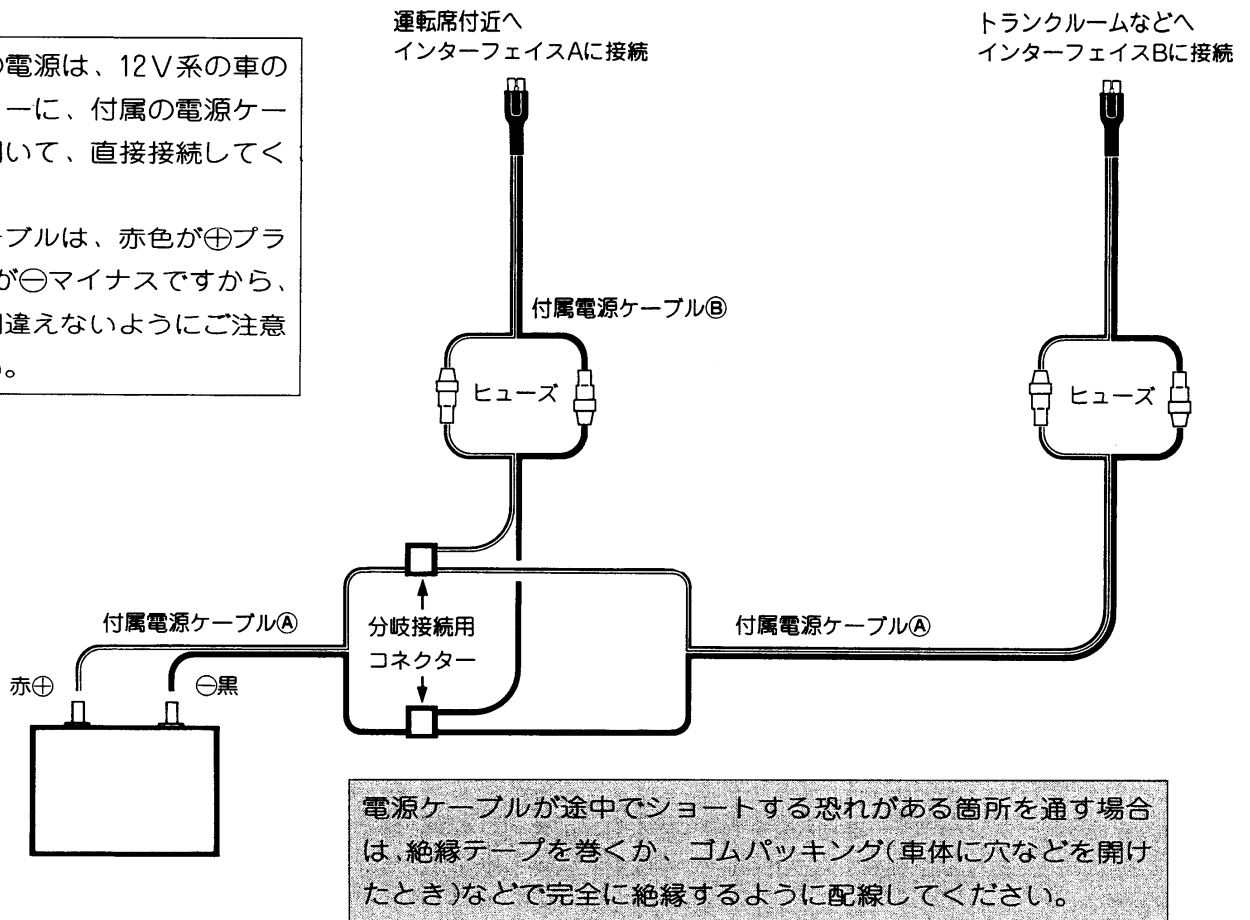 運転席付近へ
インターフェイスAに接続
トランクルームなどへ
インターフェイスBに接続
電源は、12V系の車の
ーに、付属の電源ケー
いて、直接接続してく
ブルは、赤色が⊕プラ
が⊖マイナスですから、
違えないようにご注意
。
付属電源ケーブルⒷ
ヒューズ
ヒューズ
付属電源ケーブルⒶ
分岐接続用
コネクター
付属電源ケーブルⒶ
赤⊕
⊖黒
電源ケーブルが途中でショートする恐れがある箇所を通す場合
は、絶縁テープを巻くか、ゴムパッキング(車体に穴などを開け
たとき)などで完全に絶縁するように配線してください。